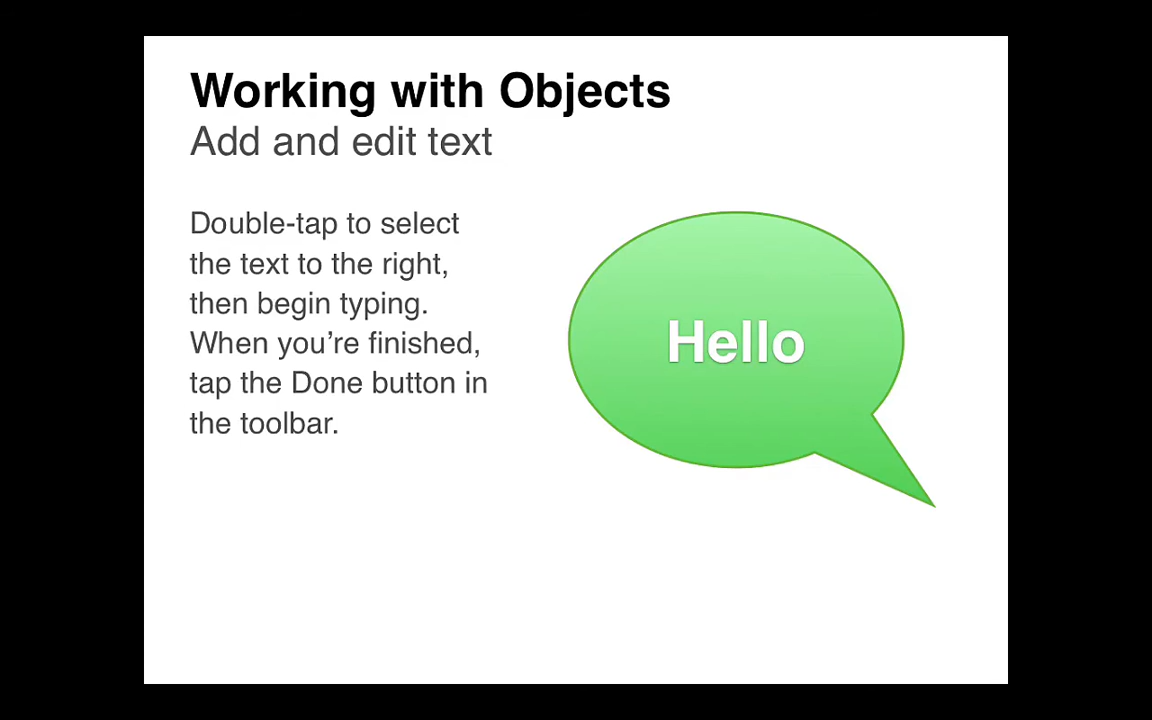 Working with Objects
Add and edit text
Double-tap to select
the text to the right,
then begin typing.
When you’re finished,
tap the Done button in
the toolbar.
Hello